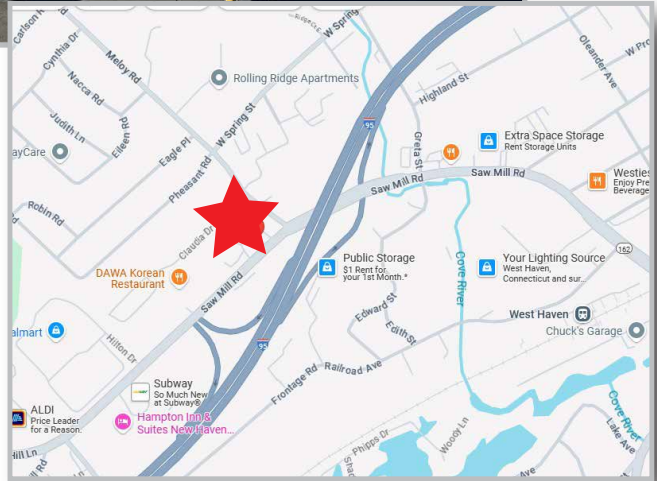 Carlson R
Cynthia Dr
Meloy Rd
Nacca Rd
Judith Ln
Eileen Rd
ayCare
Eagle Pl
Pheasant Rd
W Spring St
Rolling Ridge Apartments
W Spring
95
Highland St
Oleander Ave
W Pro
Greta St
Extra Space Storage
Rent Storage Units
Saw Mill Rd
Saw Mill Rd
Westies
Enjoy Pre
Beverage
Robin Rd
Claudia Dr
DAWA Korean
Restaurant
Saw Mill Rd
Public Storage
$1 Rent for
your 1st Month.*
Cove River
Your Lighting Source
West Haven,
Connecticut and sur...
162
Edward St
Edith St
West Haven
Chuck's Garage
almart
Hilton Dr
95
Frontage Rd
Railroad Ave
Subway
So Much New
at Subway®
ALDI
Price Leader
for a Reason.
Hampton Inn &
Suites New Haven...
Hill Ln
ll Rd
Phipps Dr
Woody Ln
Cove River
Lake Ave
Ave